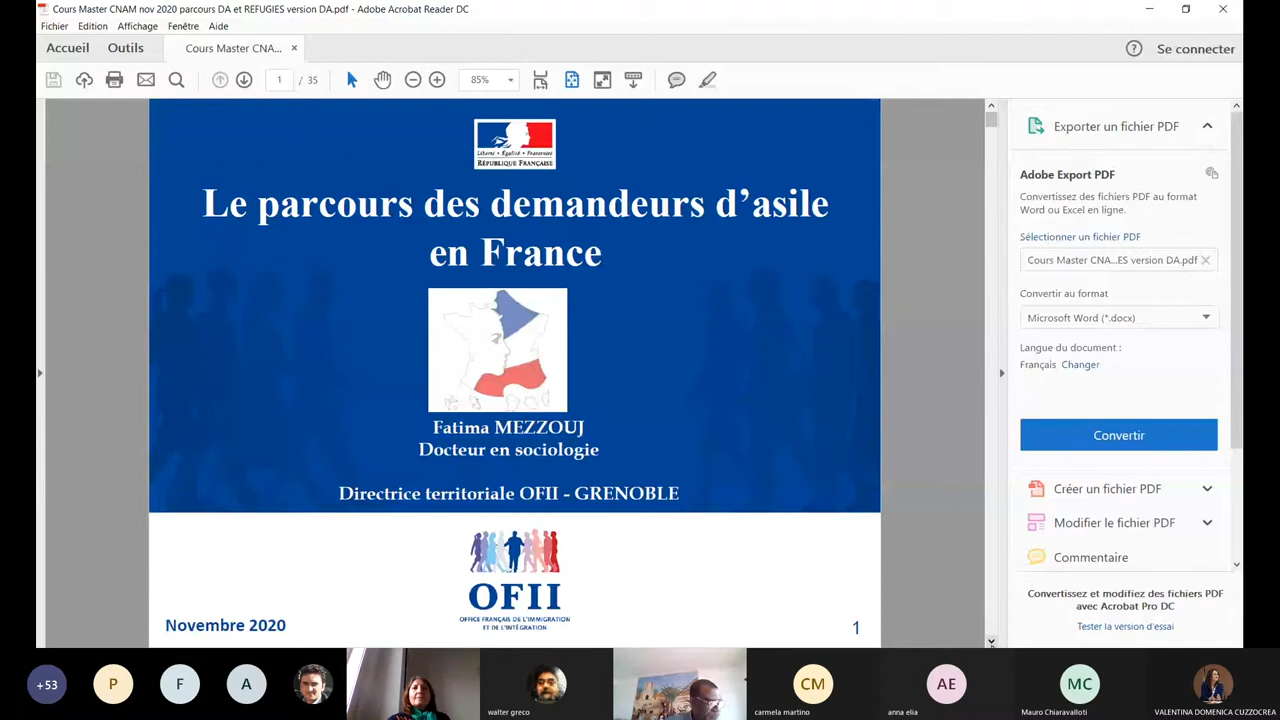 Cours Master CNAM nov 2020 parcours DA et REFUGIES version DA.pdf - Adobe Acrobat Reader DC
Fichier Edition Affichage Fenêtre Aide
Accueil Outils Cours Master CNA... × ? Se connecter
1 / 35 85%
Liberté • Égalité • Fraternité
RÉPUBLIQUE FRANÇAISE
Le parcours des demandeurs d'asile
en France
Fatima MEZZOUJ
Docteur en sociologie
Directrice territoriale OFII - GRENOBLE
OFII
OFFICE FRANÇAIS DE L'IMMIGRATION
ET DE L'INTÉGRATION
Novembre 2020
1
Exporter un fichier PDF
Adobe Export PDF
Convertissez des fichiers PDF au format
Word ou Excel en ligne.
Sélectionner un fichier PDF
Cours Master CNA...ES version DA.pdf ×
Convertir au format
Microsoft Word (*.docx)
Langue du document :
Français Changer
Convertir
Créer un fichier PDF
Modifier le fichier PDF
Commentaire
Convertissez et modifiez des fichiers PDF
avec Acrobat Pro DC
Tester la version d'essai
+53 P F A CM AE MC
walter greco carmela martino anna elia Mauro Chiaravalloti VALENTINA DOMENICA CUZZOCREA